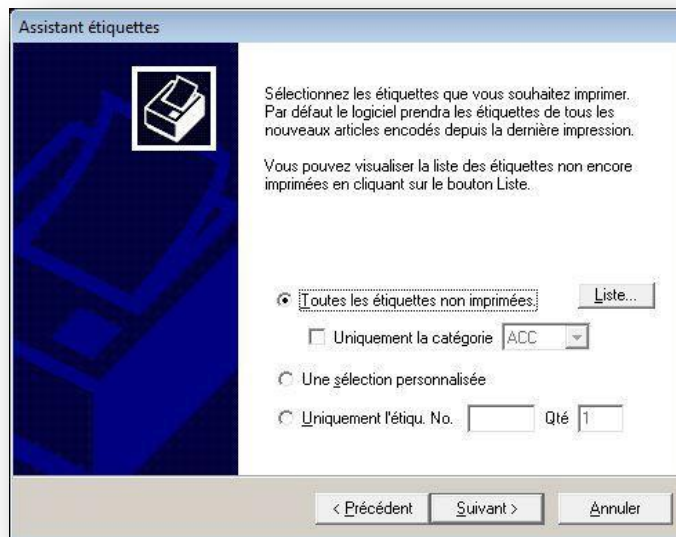 Assistant étiquettes
Sélectionnez les étiquettes que vous souhaitez imprimer.
Par défaut le logiciel prendra les étiquettes de tous les
nouveaux articles encodés depuis la dernière impression.
Vous pouvez visualiser la liste des étiquettes non encore
imprimées en cliquant sur le bouton Liste.
Toutes les étiquettes non imprimées. Liste...
Uniquement la catégorie ACC
Une sélection personnalisée
Uniquement l'étiqu. No. Qté 1
< Précédent Suivant > Annuler